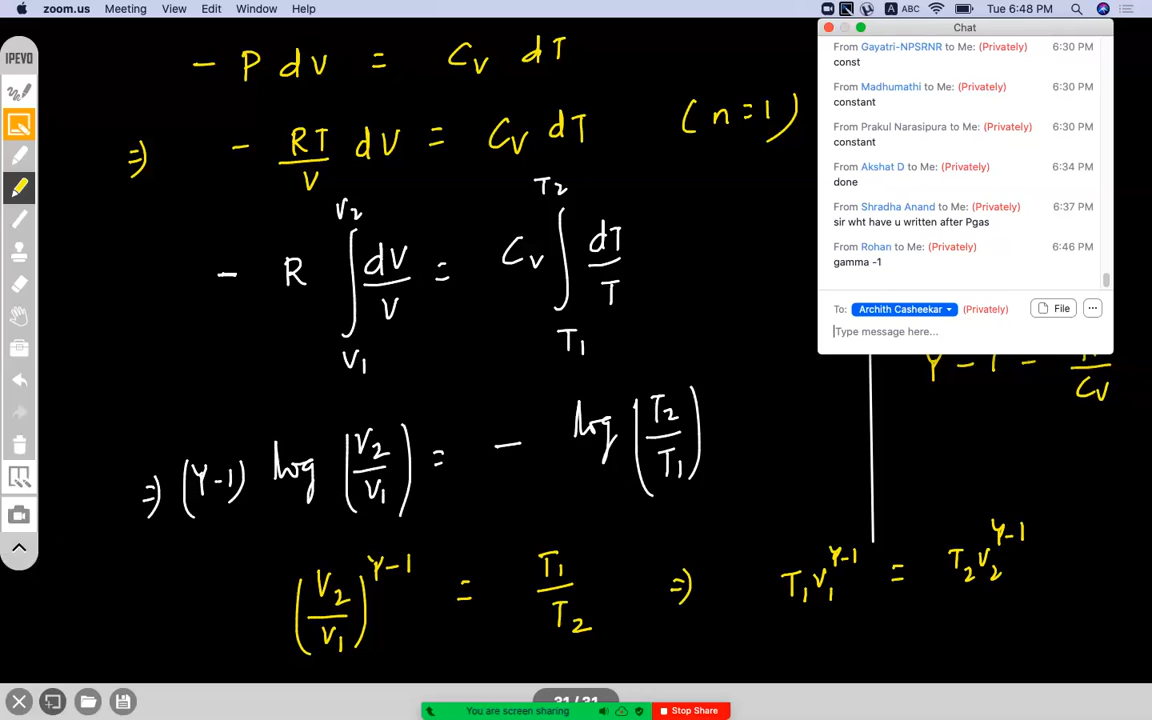 zoom.us Meeting View Edit Window Help
ABC Tue 6:48 PM
IPEVO
Chat
From Gayatri-NPSRNR to Me: (Privately) 6:30 PM
const
From Madhumathi to Me: (Privately) 6:30 PM
constant
From Prakul Narasipura to Me: (Privately) 6:30 PM
constant
From Akshat D to Me: (Privately) 6:34 PM
done
From Shradha Anand to Me: (Privately) 6:37 PM
sir wht have u written after Pgas
From Rohan to Me: (Privately) 6:46 PM
gamma -1
To: Archith Casheekar (Privately) File
Type message here...
- P dv = Cv dT
⇒ - RT/V dV = Cv dT (n=1)
- R ∫V1^V2 dV/V = Cv ∫T1^T2 dT/T
γ - 1 = R/Cv
⇒ (γ-1) log (V2/V1) = - log (T2/T1)
(V2/V1)^γ-1 = T1/T2 ⇒ T1V1^γ-1 = T2V2^γ-1
31/31
You are screen sharing Stop Share